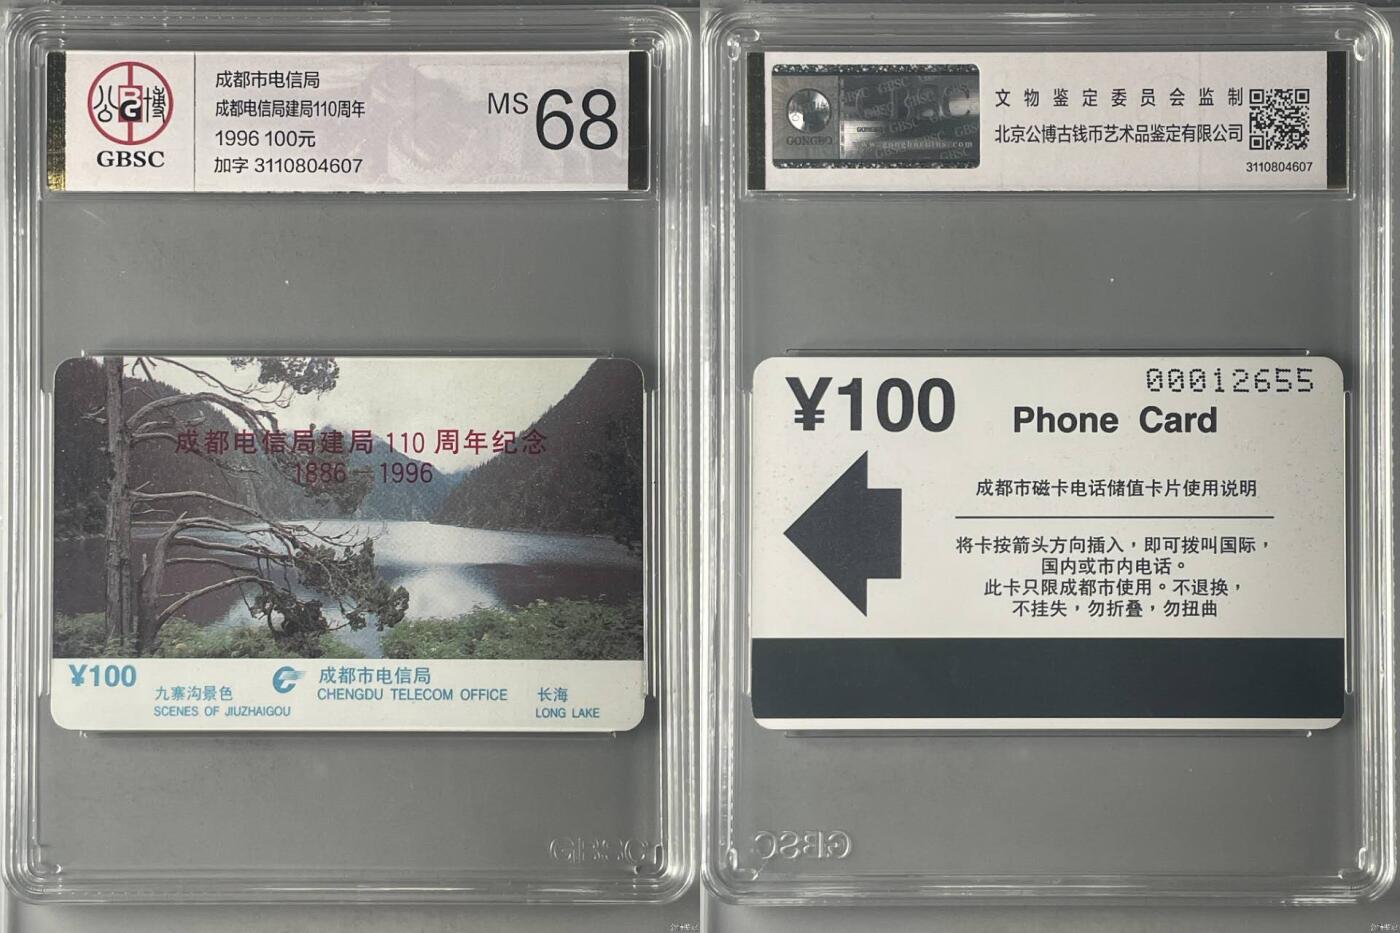 公博
BG
GBSC
成都市电信局
成都电信局建局110周年
1996 100元
加字 3110804607
MS 68
成都电信局建局 110 周年纪念
1886—1996
¥100
九寨沟景色
SCENES OF JIUZHAIGOU
成都市电信局
CHENGDU TELECOM OFFICE
长海
LONG LAKE
GBSC
GONGBO
GBSC
www.gongbocoins.com
文物鉴定委员会监制
北京公博古钱币艺术品鉴定有限公司
3110804607
¥100
00012655
Phone Card
成都市磁卡电话储值卡片使用说明
将卡按箭头方向插入，即可拨叫国际，
国内或市内电话。
此卡只限成都市使用。不退换，
不挂失，勿折叠，勿扭曲
GBSC